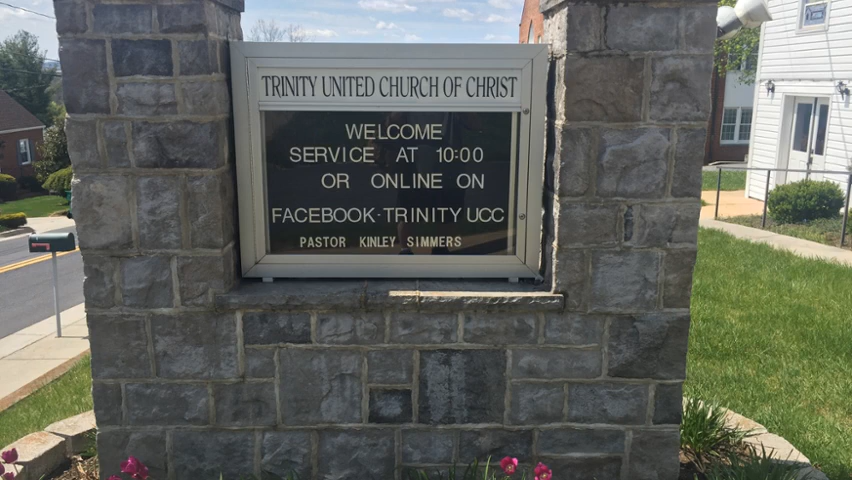 TRINITY UNITED CHURCH OF CHRIST
WELCOME
SERVICE AT 10:00
OR ONLINE ON
FACEBOOK-TRINITY UCC
PASTOR KINLEY SIMMERS